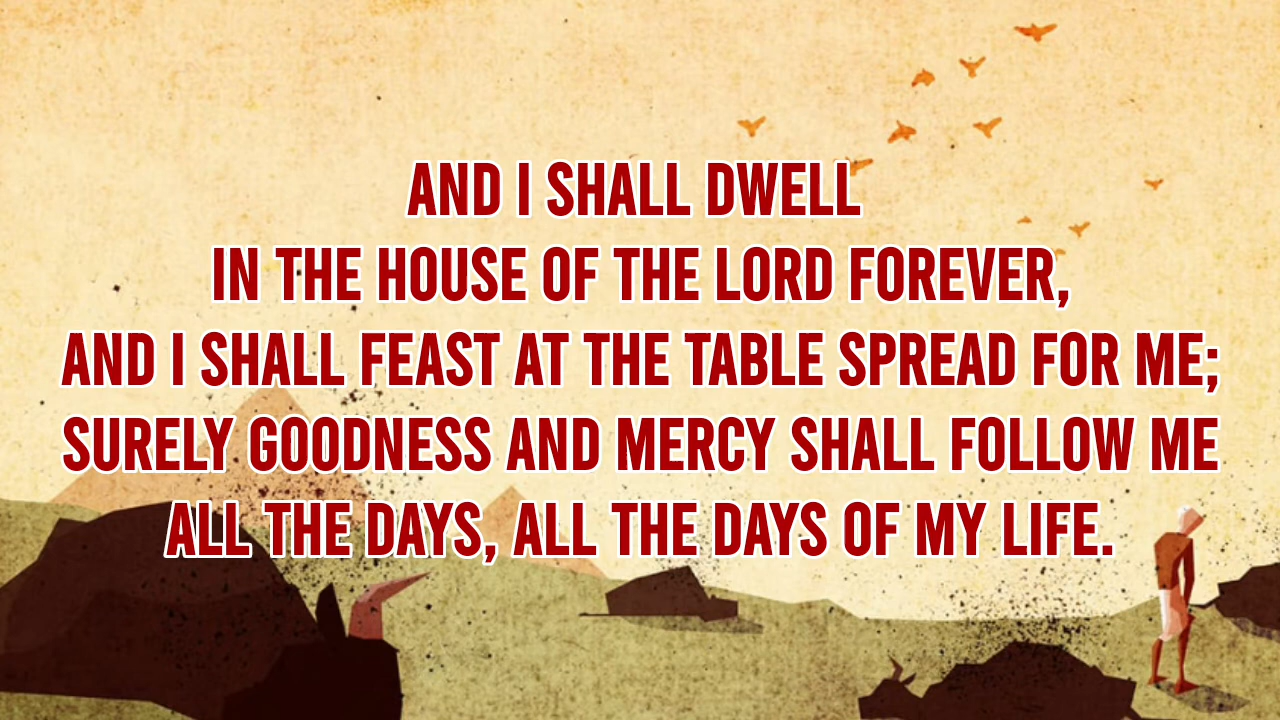 AND I SHALL DWELL
IN THE HOUSE OF THE LORD FOREVER,
AND I SHALL FEAST AT THE TABLE SPREAD FOR ME;
SURELY GOODNESS AND MERCY SHALL FOLLOW ME
ALL THE DAYS, ALL THE DAYS OF MY LIFE.